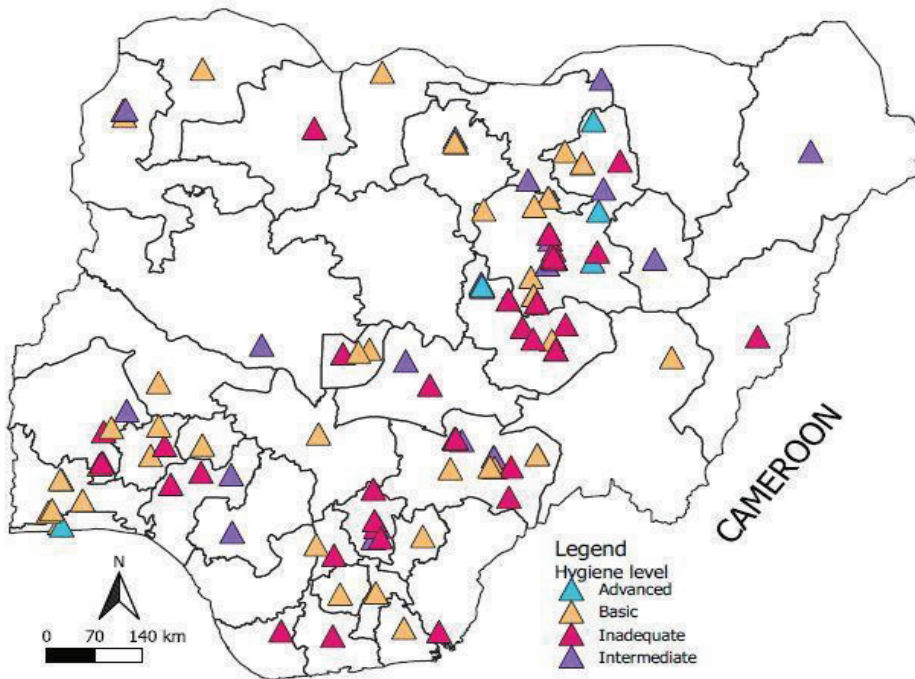 CAMEROON
Legend
Hygiene level
Advanced
Basic
Inadequate
Intermediate
N
0 70 140 km